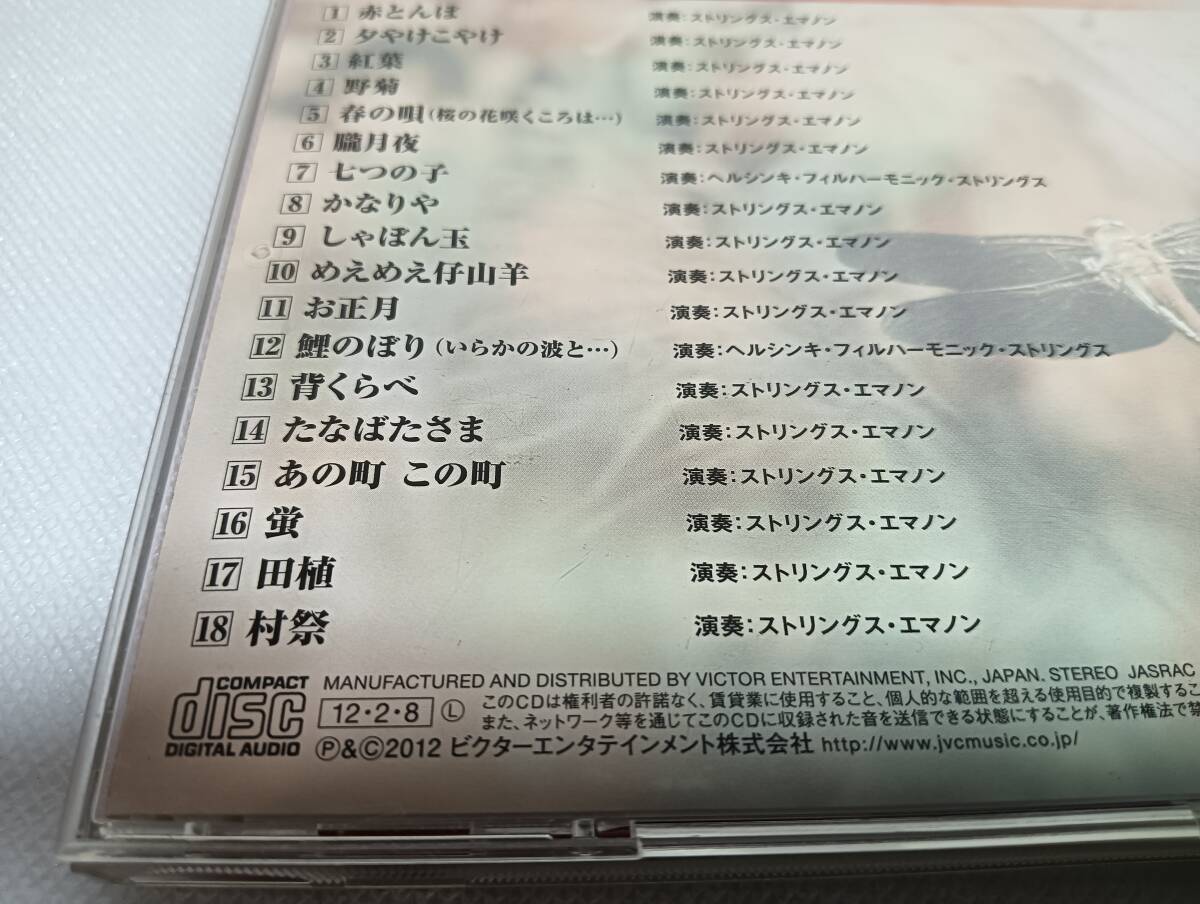 1 赤とんぼ 演奏:ストリングス・エマノン
2 夕やけこやけ 演奏:ストリングス・エマノン
3 紅葉 演奏:ストリングス・エマノン
4 野菊 演奏:ストリングス・エマノン
5 春の唄(桜の花咲くころは…) 演奏:ストリングス・エマノン
6 朧月夜 演奏:ストリングス・エマノン
7 七つの子 演奏:ヘルシンキ・フィルハーモニック・ストリングス
8 かなりや 演奏:ストリングス・エマノン
9 しゃぼん玉 演奏:ストリングス・エマノン
10 めえめえ仔山羊 演奏:ストリングス・エマノン
11 お正月 演奏:ストリングス・エマノン
12 鯉のぼり(いらかの波と…) 演奏:ヘルシンキ・フィルハーモニック・ストリングス
13 背くらべ 演奏:ストリングス・エマノン
14 たなばたさま 演奏:ストリングス・エマノン
15 あの町 この町 演奏:ストリングス・エマノン
16 蛍 演奏:ストリングス・エマノン
17 田植 演奏:ストリングス・エマノン
18 村祭 演奏:ストリングス・エマノン
COMPACT disc DIGITAL AUDIO
MANUFACTURED AND DISTRIBUTED BY VICTOR ENTERTAINMENT, INC., JAPAN. STEREO JASRAC
12・2・8 Ⓛ このCDは権利者の許諾なく、賃貸業に使用すること、個人的な範囲を超える使用目的で複製するこ
また、ネットワーク等を通じてこのCDに収録された音を送信できる状態にすることが、著作権法で禁
Ⓟ&©2012 ビクターエンタテインメント株式会社 http://www.jvcmusic.co.jp/